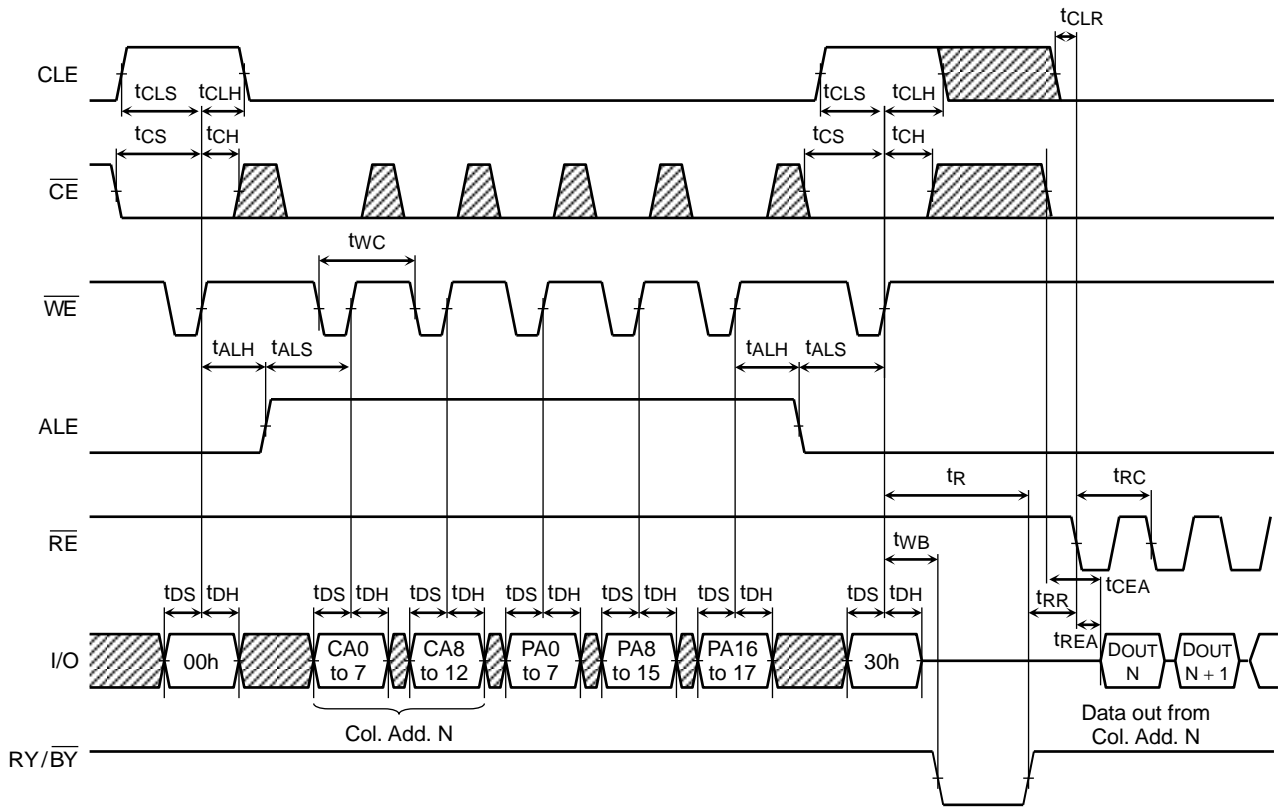 tCLR
CLE
tCLS tCLH tCLS tCLH
tCS tCH tCS tCH
CE
tWC
WE
tALH tALS tALH tALS
ALE
tR tRC
RE
tWB
tCEA
tDS tDH tDS tDH tDS tDH tDS tDH tDS tDH tDS tDH tDS tDH tRR
tREA
I/O 00h CA0 to 7 CA8 to 12 PA0 to 7 PA8 to 15 PA16 to 17 30h DOUT N DOUT N + 1
Col. Add. N
Data out from
Col. Add. N
RY/BY